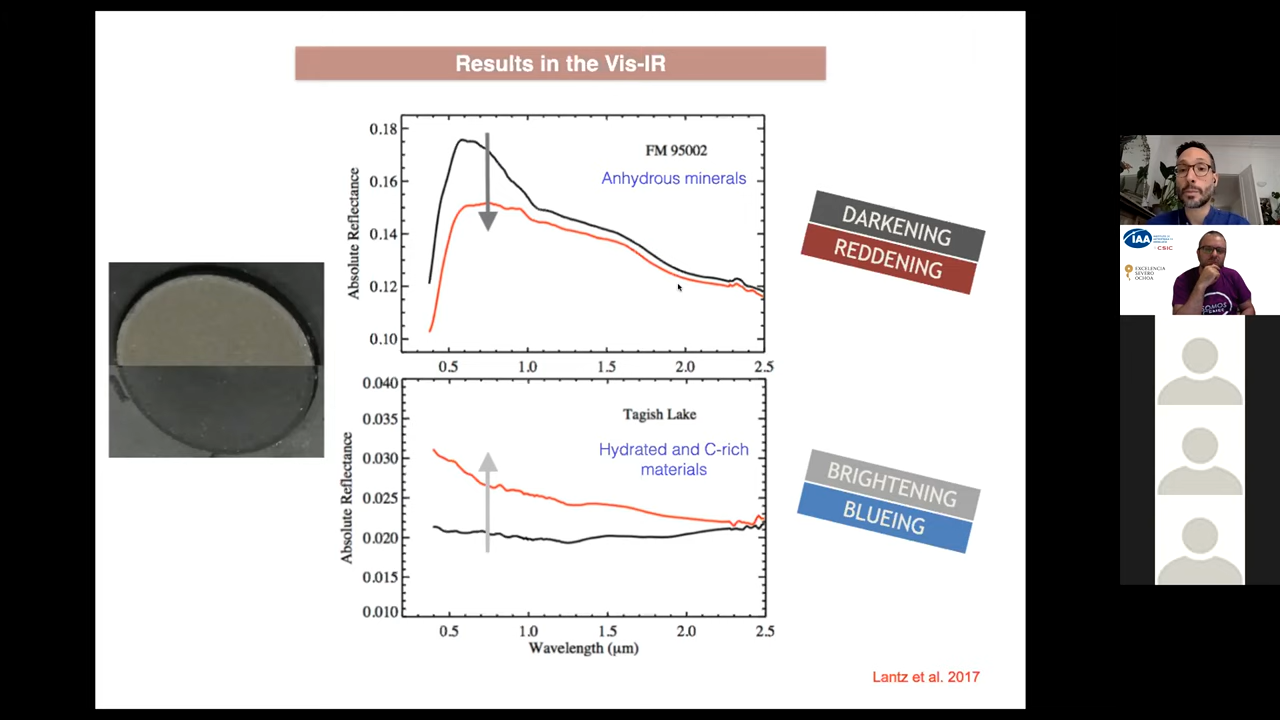 Results in the Vis-IR
0.18
0.16
0.14
0.12
0.10
Absolute Reflectance
FM 95002
Anhydrous minerals
0.5
1.0
1.5
2.0
2.5
DARKENING
REDDENING
0.040
0.035
0.030
0.025
0.020
0.015
0.010
Absolute Reflectance
Tagish Lake
Hydrated and C-rich
materials
0.5
1.0
1.5
2.0
2.5
Wavelength (μm)
BRIGHTENING
BLUEING
Lantz et al. 2017
IAA
CSIC
EXCELENCIA
SEVERO
OCHOA